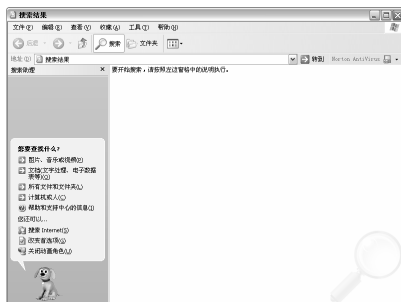 搜索结果
文件(F) 编辑(E) 查看(V) 收藏(A) 工具(T) 帮助(H)
后退 搜索 文件夹
地址(D) 搜索结果 转到 Norton AntiVirus
搜索助理 × 要开始搜索，请按照左边窗格中的说明执行。
您要查找什么?
图片、音乐或视频(P)
文档(文字处理、电子数据
表等)(O)
所有文件和文件夹(L)
计算机或人(C)
帮助和支持中心的信息(I)
您还可以...
搜索 Internet(S)
改变首选项(G)
关闭动画角色(U)